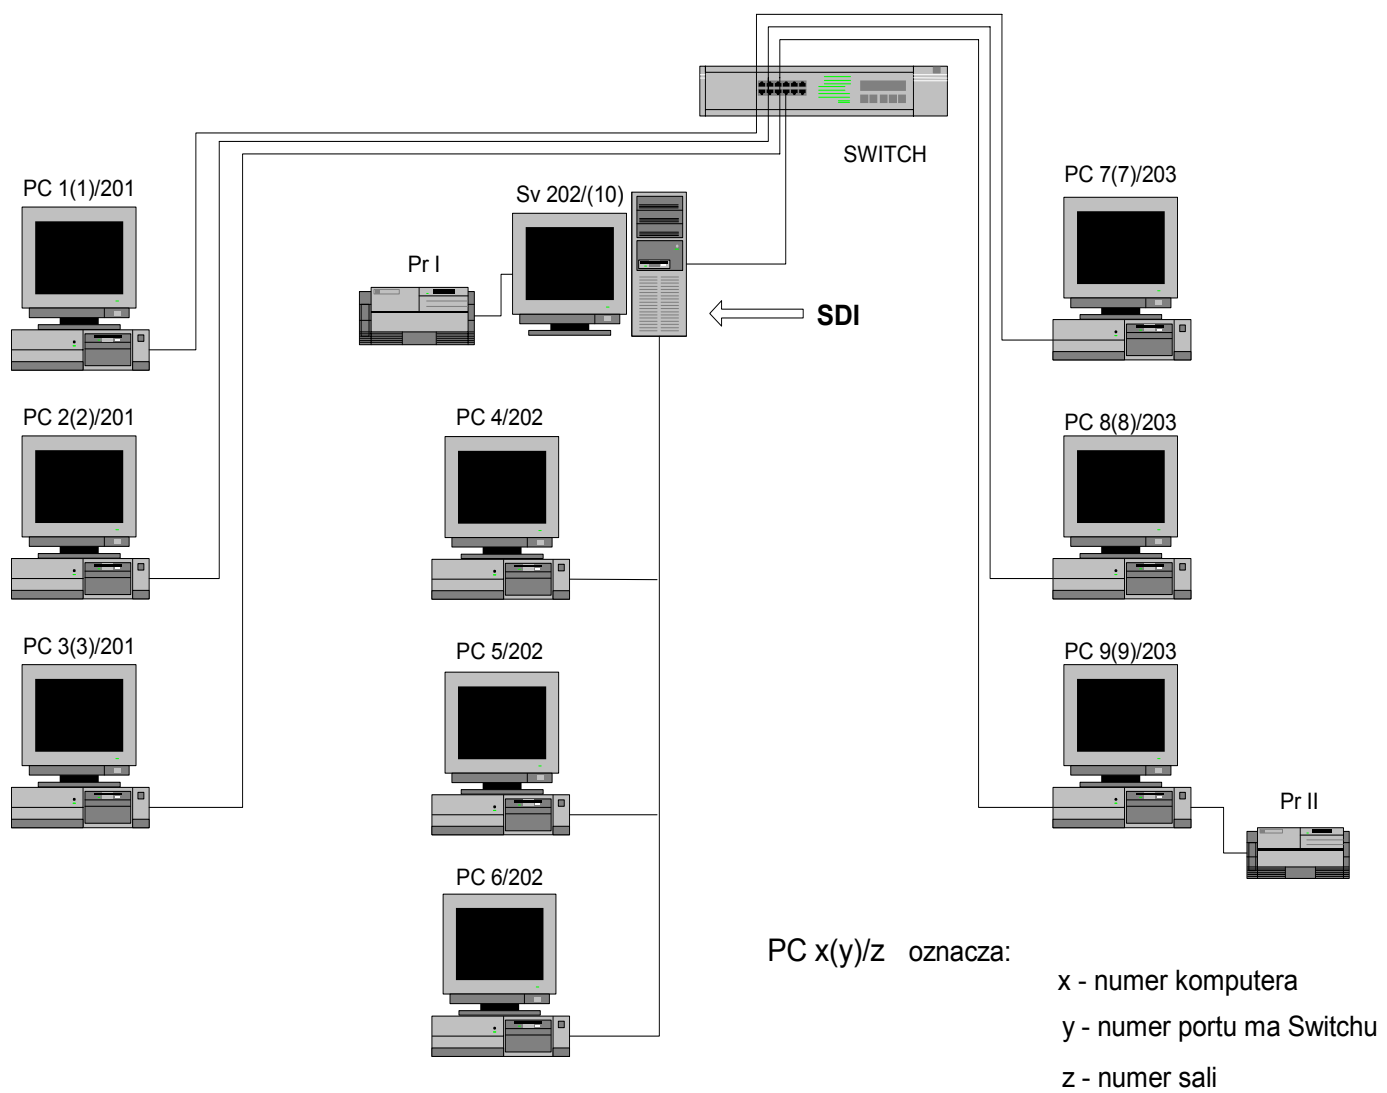 SWITCH
PC 1(1)/201
Sv 202/(10)
PC 7(7)/203
Pr I
SDI
PC 2(2)/201
PC 4/202
PC 8(8)/203
PC 3(3)/201
PC 5/202
PC 9(9)/203
Pr II
PC 6/202
PC x(y)/z oznacza:
x - numer komputera
y - numer portu ma Switchu
z - numer sali